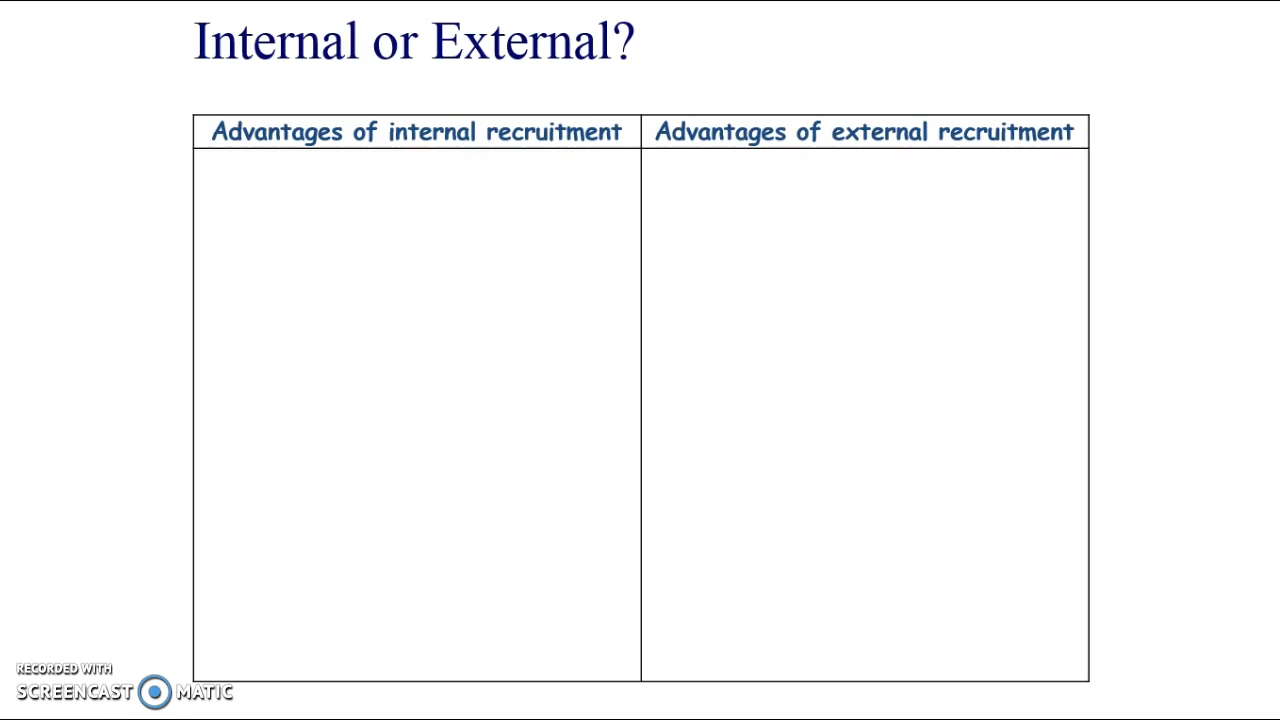 Internal or External?
Advantages of internal recruitment
Advantages of external recruitment
RECORDED WITH
SCREENCAST MATIC